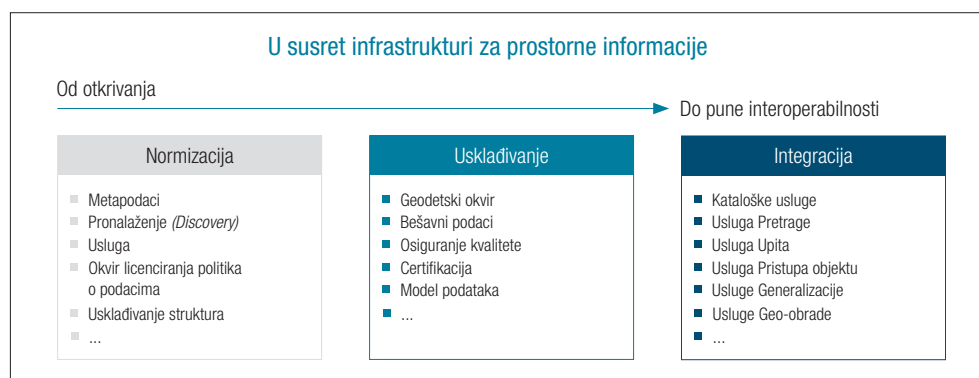 U susret infrastrukturi za prostorne informacije
Od otkrivanja
Do pune interoperabilnosti
Normizacija
Metapodaci
Pronalaženje (Discovery)
Usluga
Okvir licenciranja politika
o podacima
Usklađivanje struktura
...
Usklađivanje
Geodetski okvir
Bešavni podaci
Osiguranje kvalitete
Certifikacija
Model podataka
...
Integracija
Kataloške usluge
Usluga Pretrage
Usluga Upita
Usluga Pristupa objektu
Usluge Generalizacije
Usluge Geo-obrade
...